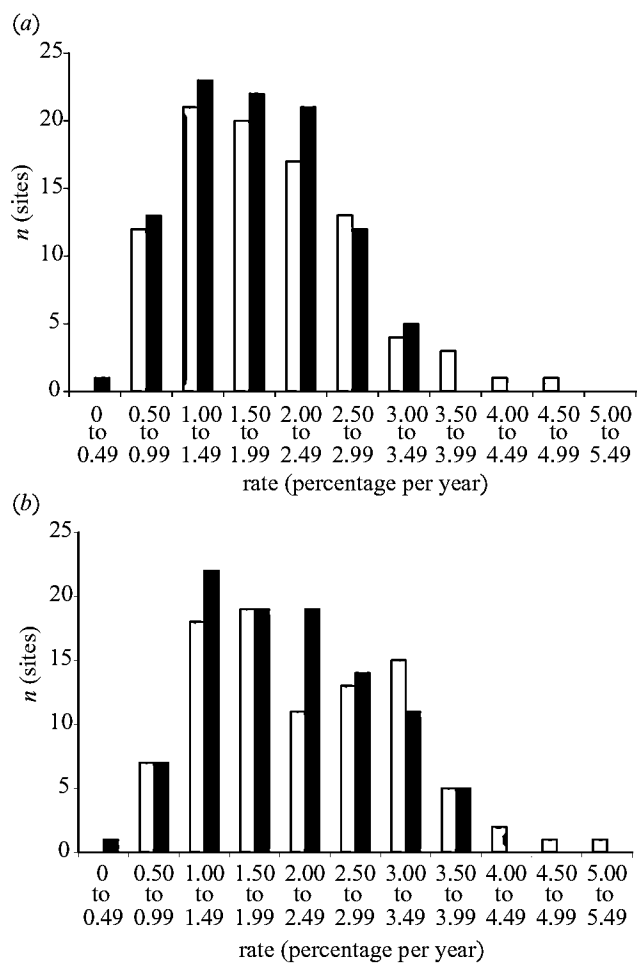 (a)
25
20
15
10
5
0
n (sites)
0 0.50 1.00 1.50 2.00 2.50 3.00 3.50 4.00 4.50 5.00
to to to to to to to to to to to
0.49 0.99 1.49 1.99 2.49 2.99 3.49 3.99 4.49 4.99 5.49
rate (percentage per year)
(b)
25
20
15
10
5
0
n (sites)
0 0.50 1.00 1.50 2.00 2.50 3.00 3.50 4.00 4.50 5.00
to to to to to to to to to to to
0.49 0.99 1.49 1.99 2.49 2.99 3.49 3.99 4.49 4.99 5.49
rate (percentage per year)